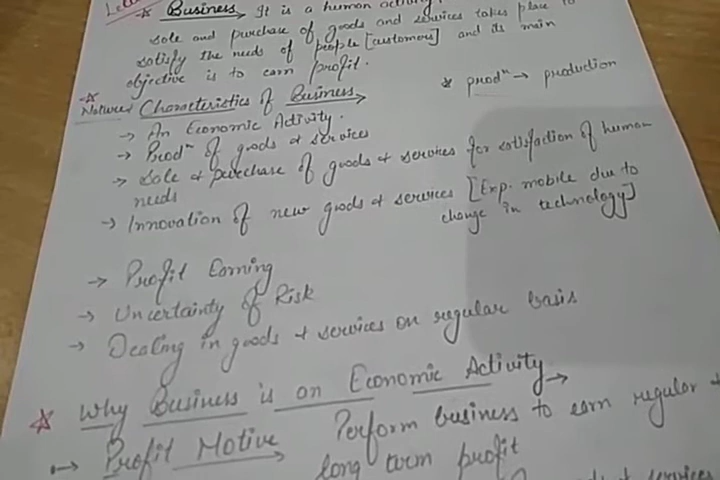 * Business → It is a human activity
sale and purchase of goods and services takes place to
satisfy the needs of people [customers] and its main
objective is to earn profit.
* prodⁿ → production
* Nature/ Characteristics of Business →
→ An Economic Activity.
→ Prodⁿ of goods & services
→ Sale & purchase of goods & services for satisfaction of human
needs
→ Innovation of new goods & services [Exp. mobile due to
change in technology]
→ Profit Earning
→ Uncertainty of Risk
→ Dealing in goods & services on regular basis
☆ Why Business is an Economic Activity →
→ Profit Motive → Perform business to earn regular &
long term profit
services